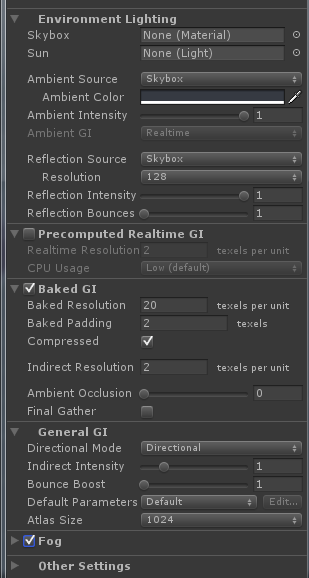 Environment Lighting
Skybox None (Material)
Sun None (Light)
Ambient Source Skybox
Ambient Color
Ambient Intensity 1
Ambient GI Realtime
Reflection Source Skybox
Resolution 128
Reflection Intensity 1
Reflection Bounces 1
Precomputed Realtime GI
Realtime Resolution 2 texels per unit
CPU Usage Low (default)
Baked GI
Baked Resolution 20 texels per unit
Baked Padding 2 texels
Compressed
Indirect Resolution 2 texels per unit
Ambient Occlusion 0
Final Gather
General GI
Directional Mode Directional
Indirect Intensity 1
Bounce Boost 1
Default Parameters Default Edit...
Atlas Size 1024
Fog
Other Settings